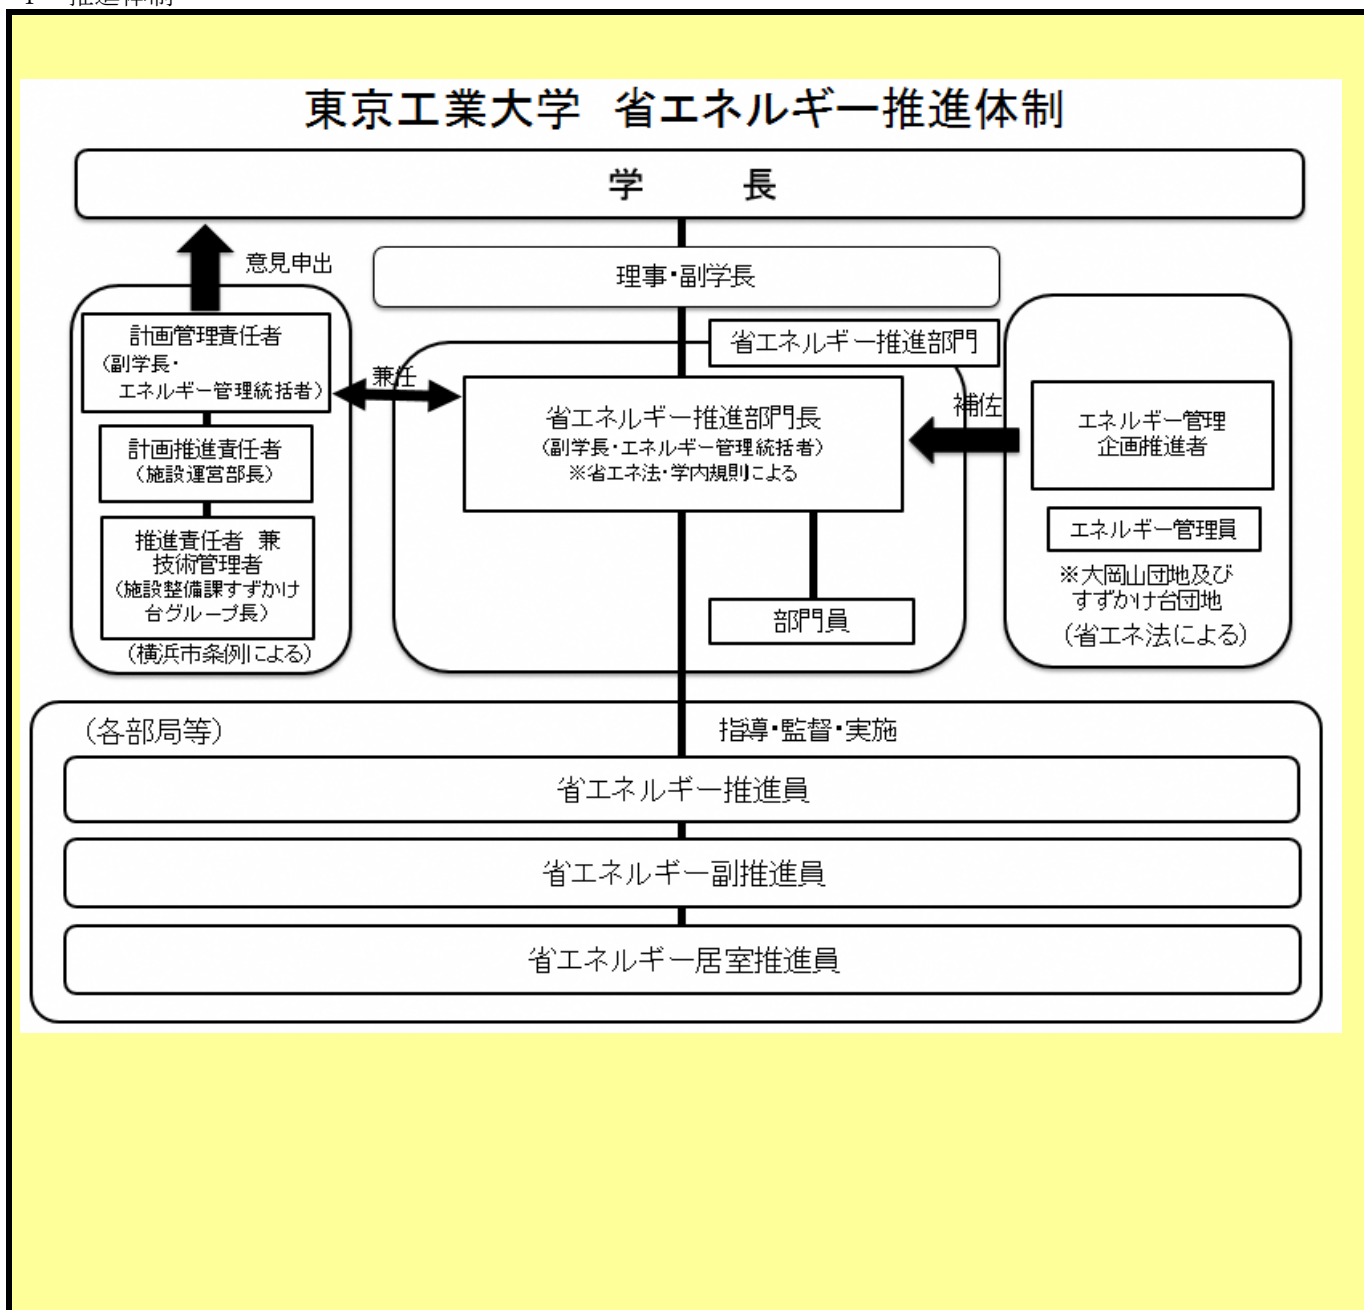 推進体制
東京工業大学 省エネルギー推進体制
学 長
意見申出
理事・副学長
計画管理責任者
(副学長・
エネルギー管理統括者)
計画推進責任者
(施設運営部長)
推進責任者 兼
技術管理者
(施設整備課すずかけ
台グループ長)
(横浜市条例による)
兼任
省エネルギー推進部門
省エネルギー推進部門長
(副学長・エネルギー管理統括者)
※省エネ法・学内規則による
部門員
補佐
エネルギー管理
企画推進者
エネルギー管理員
※大岡山団地及び
すずかけ台団地
(省エネ法による)
(各部局等)
指導・監督・実施
省エネルギー推進員
省エネルギー副推進員
省エネルギー居室推進員